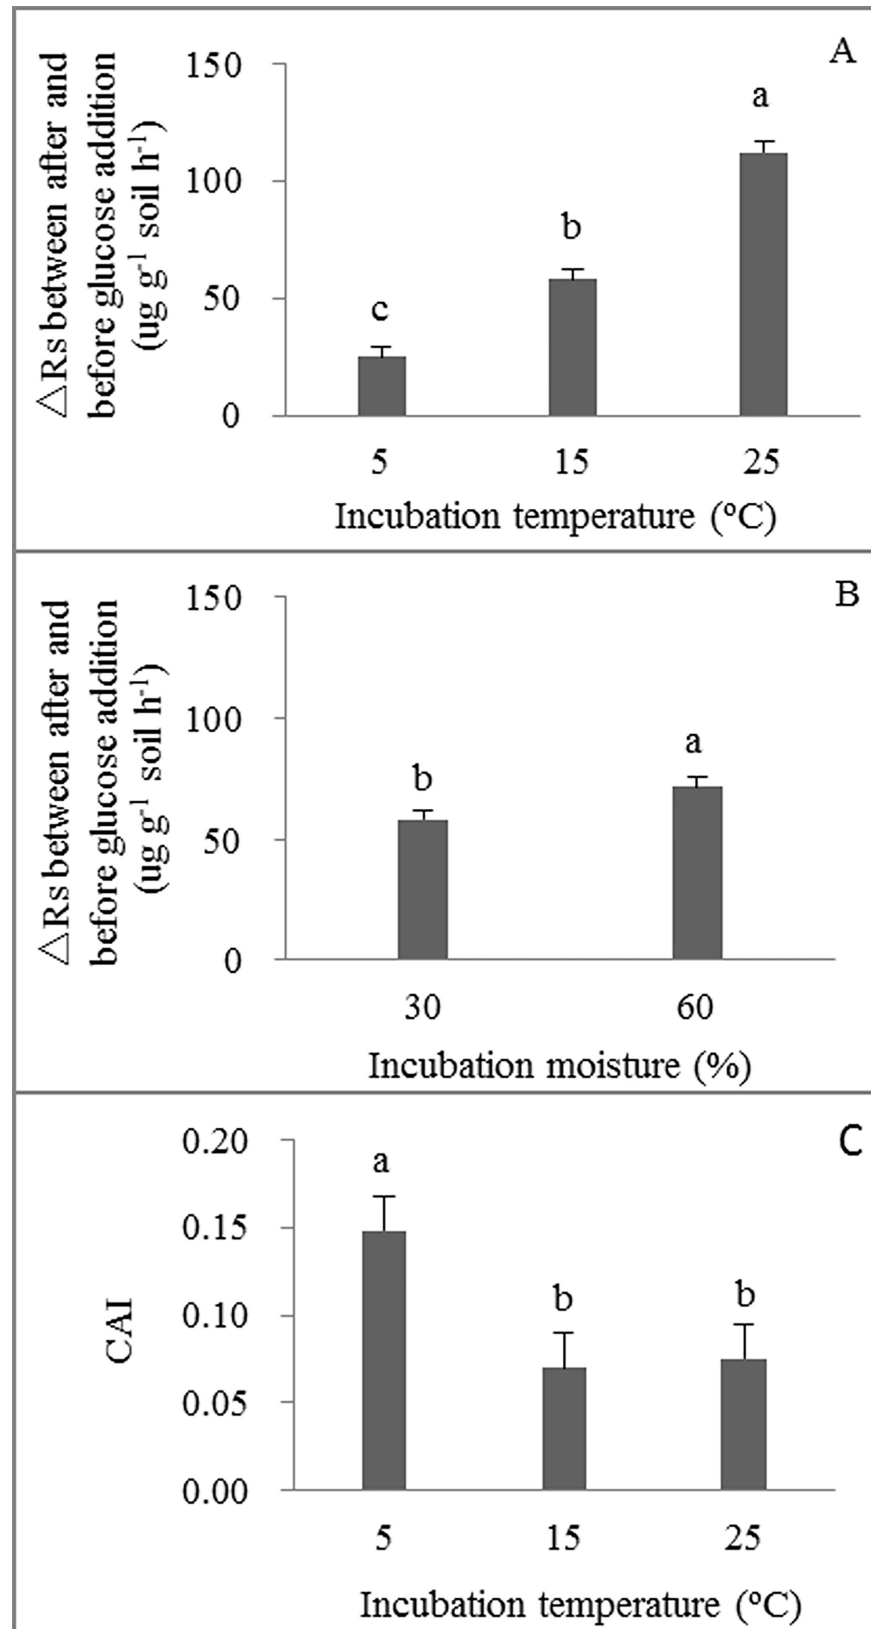 A
△Rs between after and
before glucose addition
(ug g⁻¹ soil h⁻¹)
150
100
50
0
a
b
c
5 15 25
Incubation temperature (ºC)
B
△Rs between after and
before glucose addition
(ug g⁻¹ soil h⁻¹)
150
100
50
0
b
a
30 60
Incubation moisture (%)
C
CAI
0.20
0.15
0.10
0.05
0.00
a
b b
5 15 25
Incubation temperature (ºC)